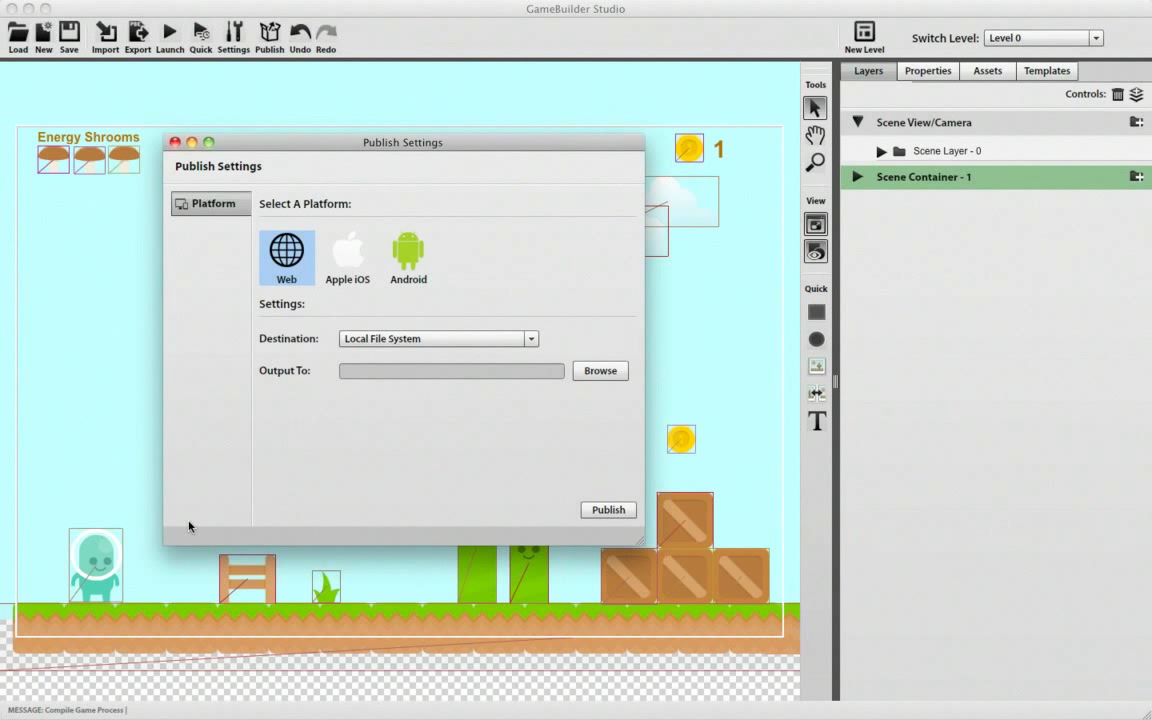 GameBuilder Studio
Load New Save Import Export Launch Quick Settings Publish Undo Redo
New Level
Switch Level: Level 0
Layers Properties Assets Templates
Controls:
Scene View/Camera
Scene Layer - 0
Scene Container - 1
Tools
View
Quick
T
Energy Shrooms
1
Publish Settings
Publish Settings
Platform
Select A Platform:
Web Apple iOS Android
Settings:
Destination: Local File System
Output To: Browse
Publish
MESSAGE: Compile Game Process |